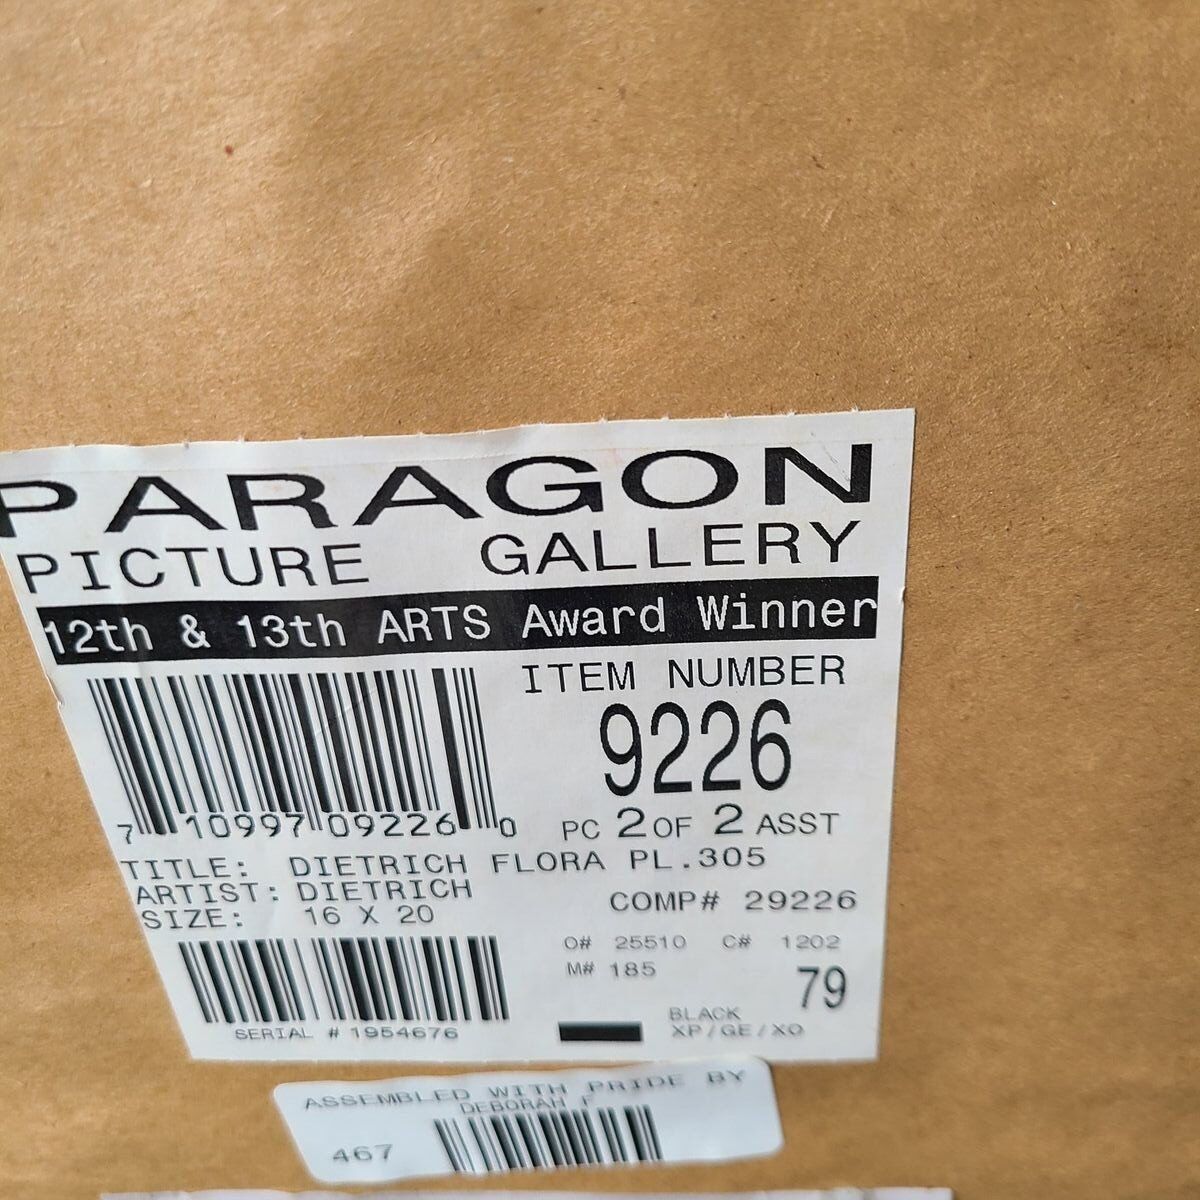 PARAGON
PICTURE GALLERY
12th & 13th ARTS Award Winner
ITEM NUMBER
9226
7 10997 09226 0
PC 2 OF 2 ASST
TITLE: DIETRICH FLORA PL.305
ARTIST: DIETRICH
SIZE: 16 X 20
COMP# 29226
O# 25510 C# 1202
M# 185
79
BLACK
XP/GE/XO
SERIAL # 1954676
ASSEMBLED WITH PRIDE BY
DEBORAH F
467